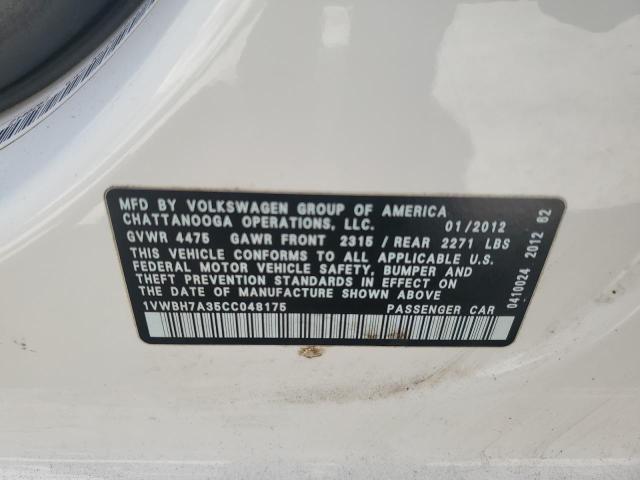 MFD BY VOLKSWAGEN GROUP OF AMERICA
CHATTANOOGA OPERATIONS, LLC. 01/2012
GVWR 4475 GAWR FRONT 2315 / REAR 2271 LBS
THIS VEHICLE CONFORMS TO ALL APPLICABLE U.S.
FEDERAL MOTOR VEHICLE SAFETY, BUMPER AND
THEFT PREVENTION STANDARDS IN EFFECT ON
THE DATE OF MANUFACTURE SHOWN ABOVE
1VWBH7A35CC048175 PASSENGER CAR
0410024 2012 82